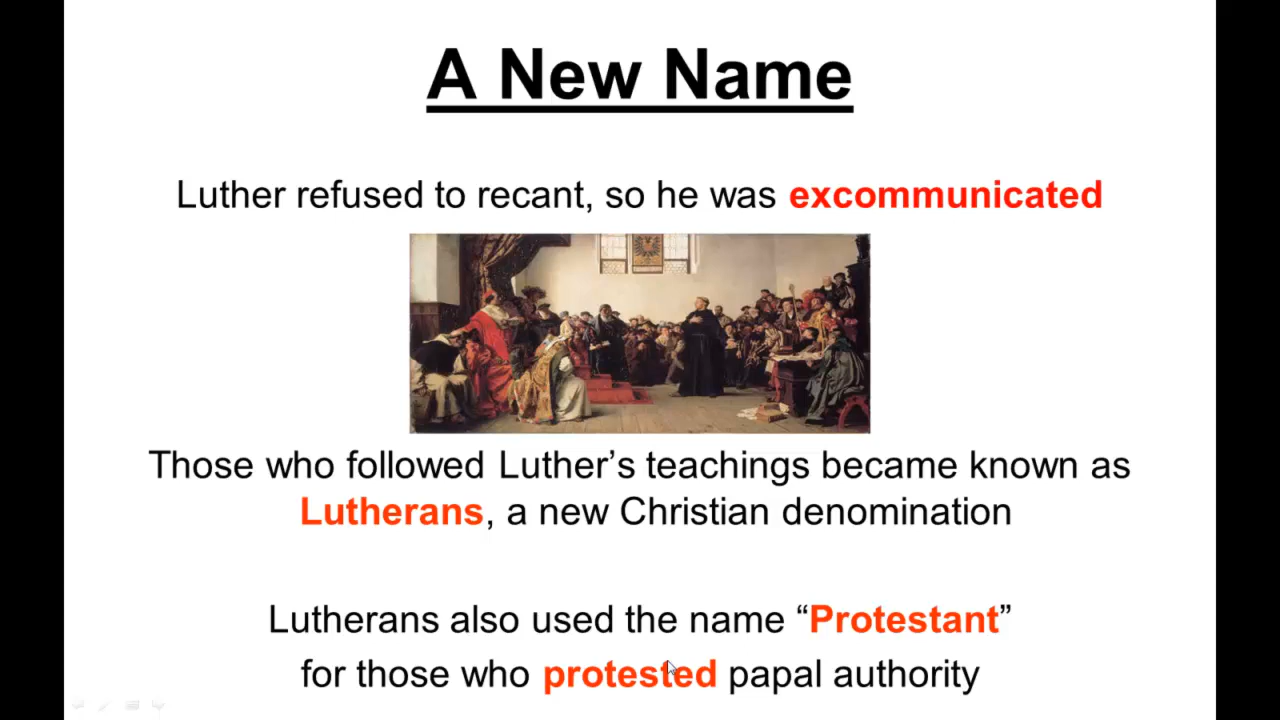 A New Name
Luther refused to recant, so he was excommunicated
Those who followed Luther’s teachings became known as
Lutherans, a new Christian denomination
Lutherans also used the name “Protestant”
for those who protested papal authority